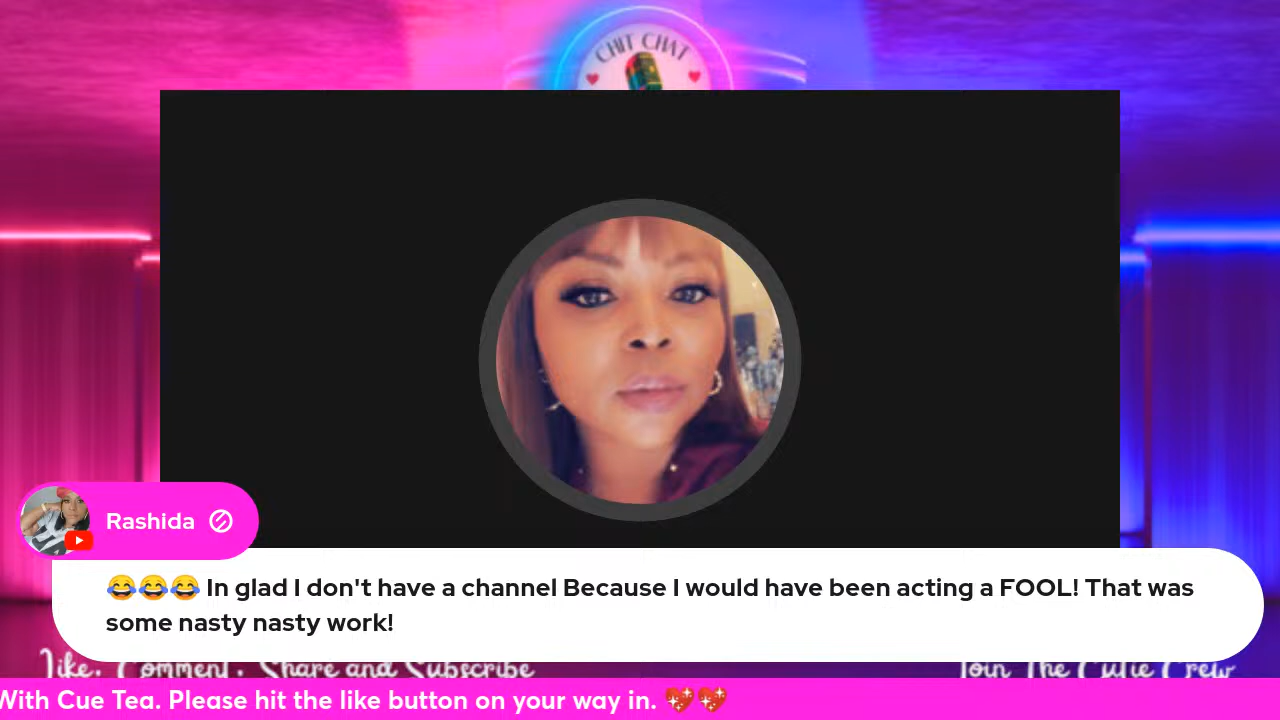 CHIT CHAT
Rashida
😂😂😂 In glad I don't have a channel Because I would have been acting a FOOL! That was
some nasty nasty work!
Like. Comment. Share and Subscribe
Join The Cutie Crew
With Cue Tea. Please hit the like button on your way in. 💖💖